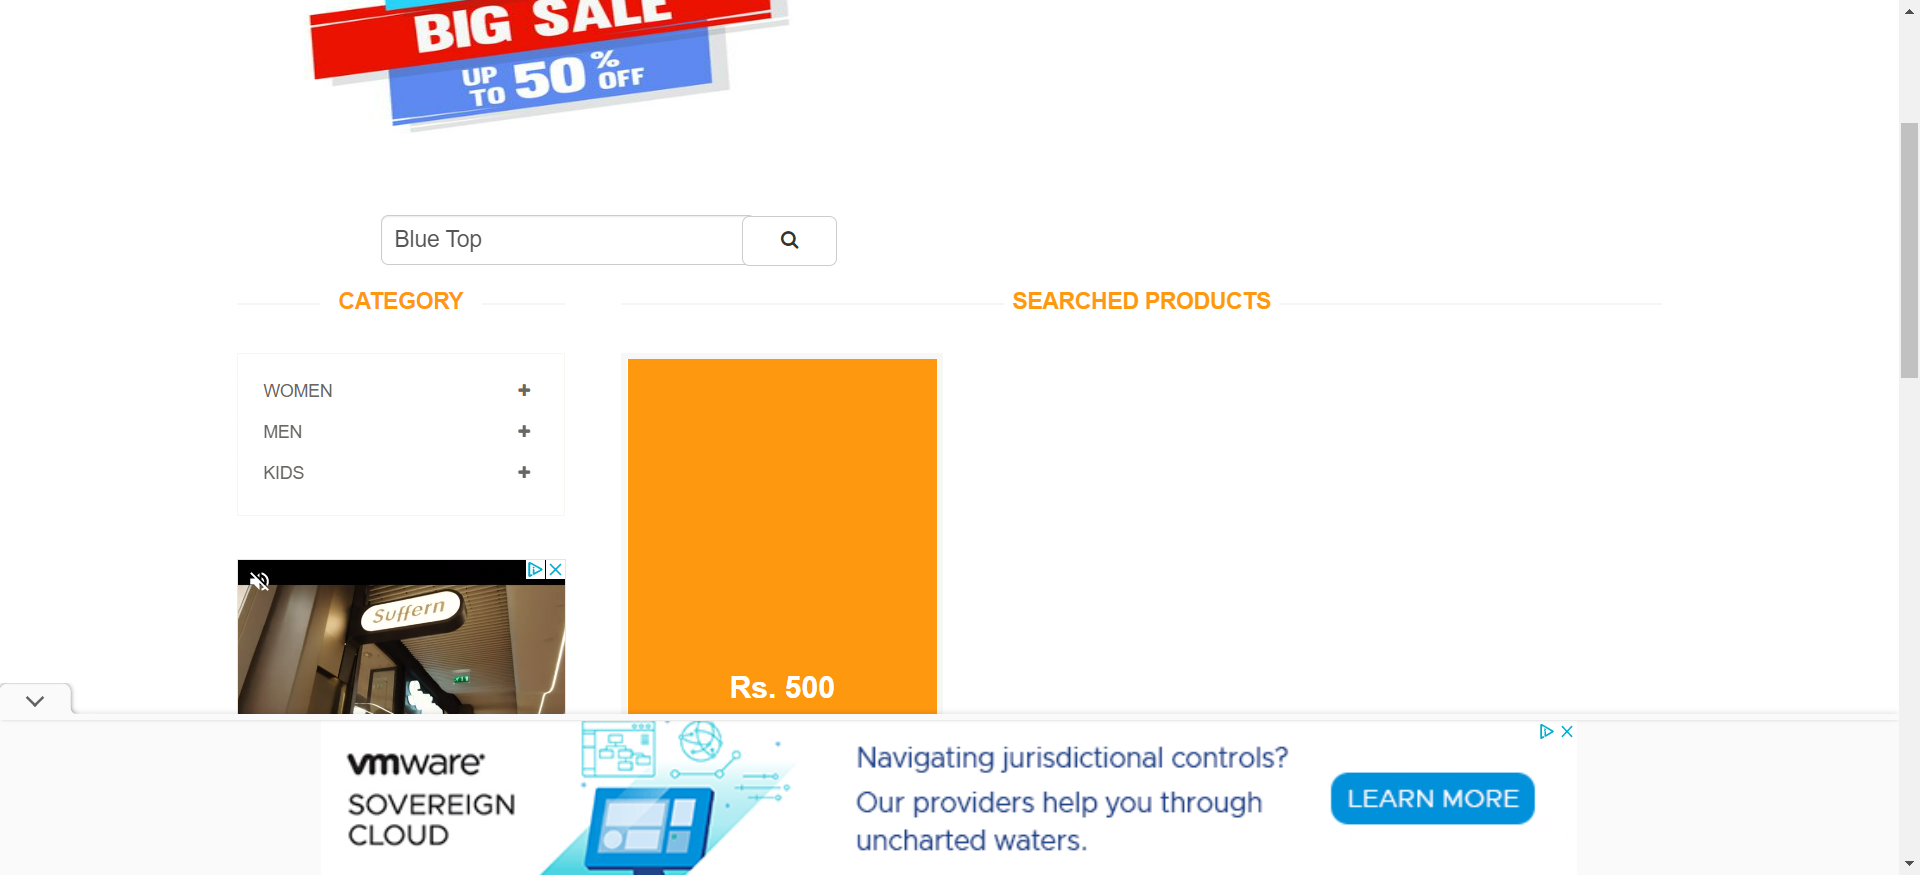 BIG SALE
UP TO 50% OFF
Blue Top
CATEGORY
SEARCHED PRODUCTS
WOMEN
MEN
KIDS
Suffern
Rs. 500
vmware
SOVEREIGN
CLOUD
Navigating jurisdictional controls?
Our providers help you through
uncharted waters.
LEARN MORE